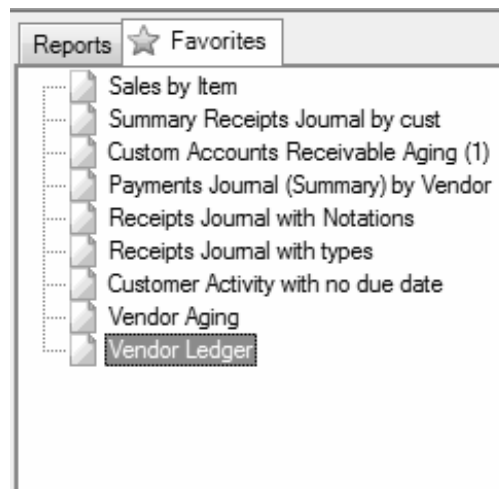 Reports Favorites
Sales by Item
Summary Receipts Journal by cust
Custom Accounts Receivable Aging (1)
Payments Journal (Summary) by Vendor
Receipts Journal with Notations
Receipts Journal with types
Customer Activity with no due date
Vendor Aging
Vendor Ledger